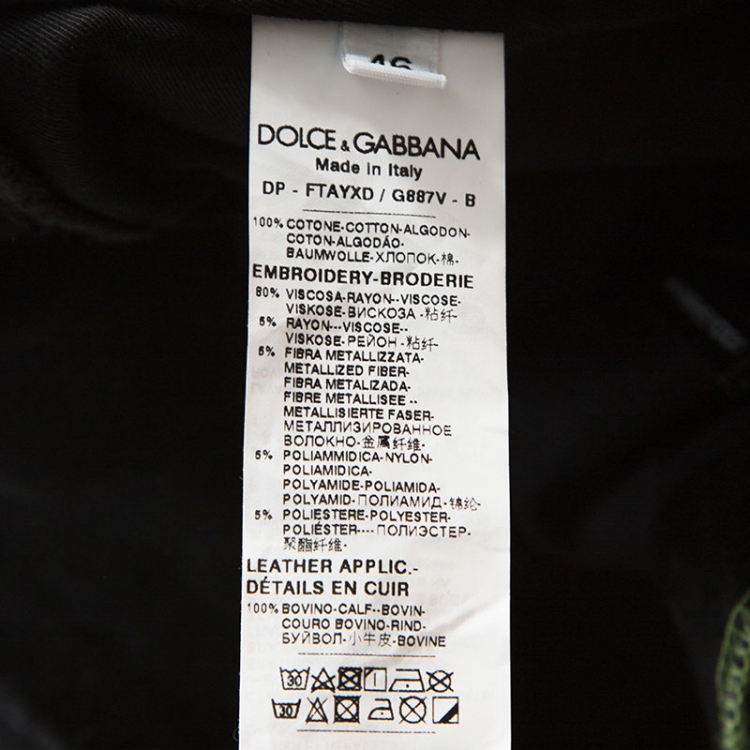 46
DOLCE & GABBANA
Made in Italy
DP - FTAYXD / G887V - B
100% COTONE-COTTON-ALGODON-
COTON-ALGODÃO-
BAUMWOLLE-ХЛОПОК-棉-
EMBROIDERY-BRODERIE
80% VISCOSA-RAYON--VISCOSE-
VISKOSE-ВИСКОЗА -粘纤-
5% RAYON---VISCOSE--
VISKOSE-РЕЙОН -粘纤-
5% FIBRA METALLIZZATA-
METALLIZED FIBER-
FIBRA METALIZADA-
FIBRE METALLISEE --
METALLISIERTE FASER-
МЕТАЛЛИЗИРОВАННОЕ
ВОЛОКНО-金属纤维-
5% POLIAMMIDICA-NYLON-
POLIAMIDICA-
POLYAMIDE-POLIAMIDA-
POLYAMID-ПОЛИАМИД-锦纶-
5% POLIESTERE-POLYESTER-
POLIÉSTER----ПОЛИЭСТЕР-
聚酯纤维-
LEATHER APPLIC.-
DÉTAILS EN CUIR
100% BOVINO-CALF--BOVIN-
COURO BOVINO-RIND-
БУЙВОЛ-小牛皮-BOVINE
30
30